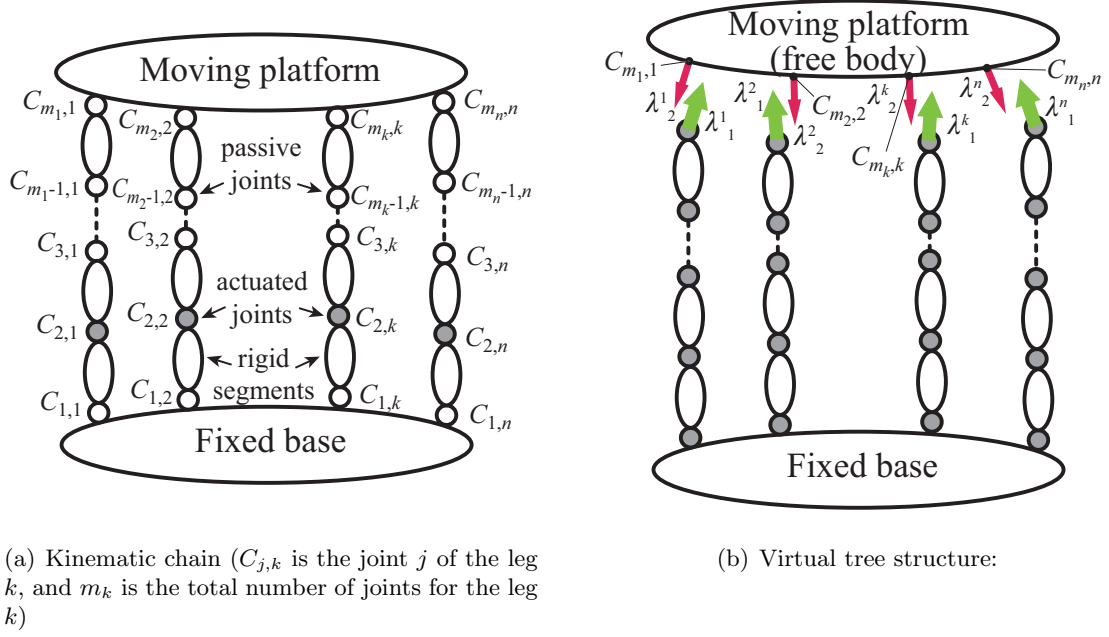 Moving platform
C_{m_1,1}
C_{m_2,2}
C_{m_k,k}
C_{m_n,n}
passive
joints
C_{m_1-1,1}
C_{m_2-1,2}
C_{m_k-1,k}
C_{m_n-1,n}
C_{3,1}
C_{3,2}
C_{3,k}
C_{3,n}
actuated
joints
C_{2,1}
C_{2,2}
C_{2,k}
C_{2,n}
rigid
segments
C_{1,1}
C_{1,2}
C_{1,k}
C_{1,n}
Fixed base
(a) Kinematic chain (C_{j,k} is the joint j of the leg
k, and m_k is the total number of joints for the leg
k)
Moving platform
(free body)
C_{m_1,1}
C_{m_2,2}
C_{m_k,k}
C_{m_n,n}
λ^1_2
λ^1_1
λ^2_1
λ^2_2
λ^k_2
λ^k_1
λ^n_2
λ^n_1
Fixed base
(b) Virtual tree structure: